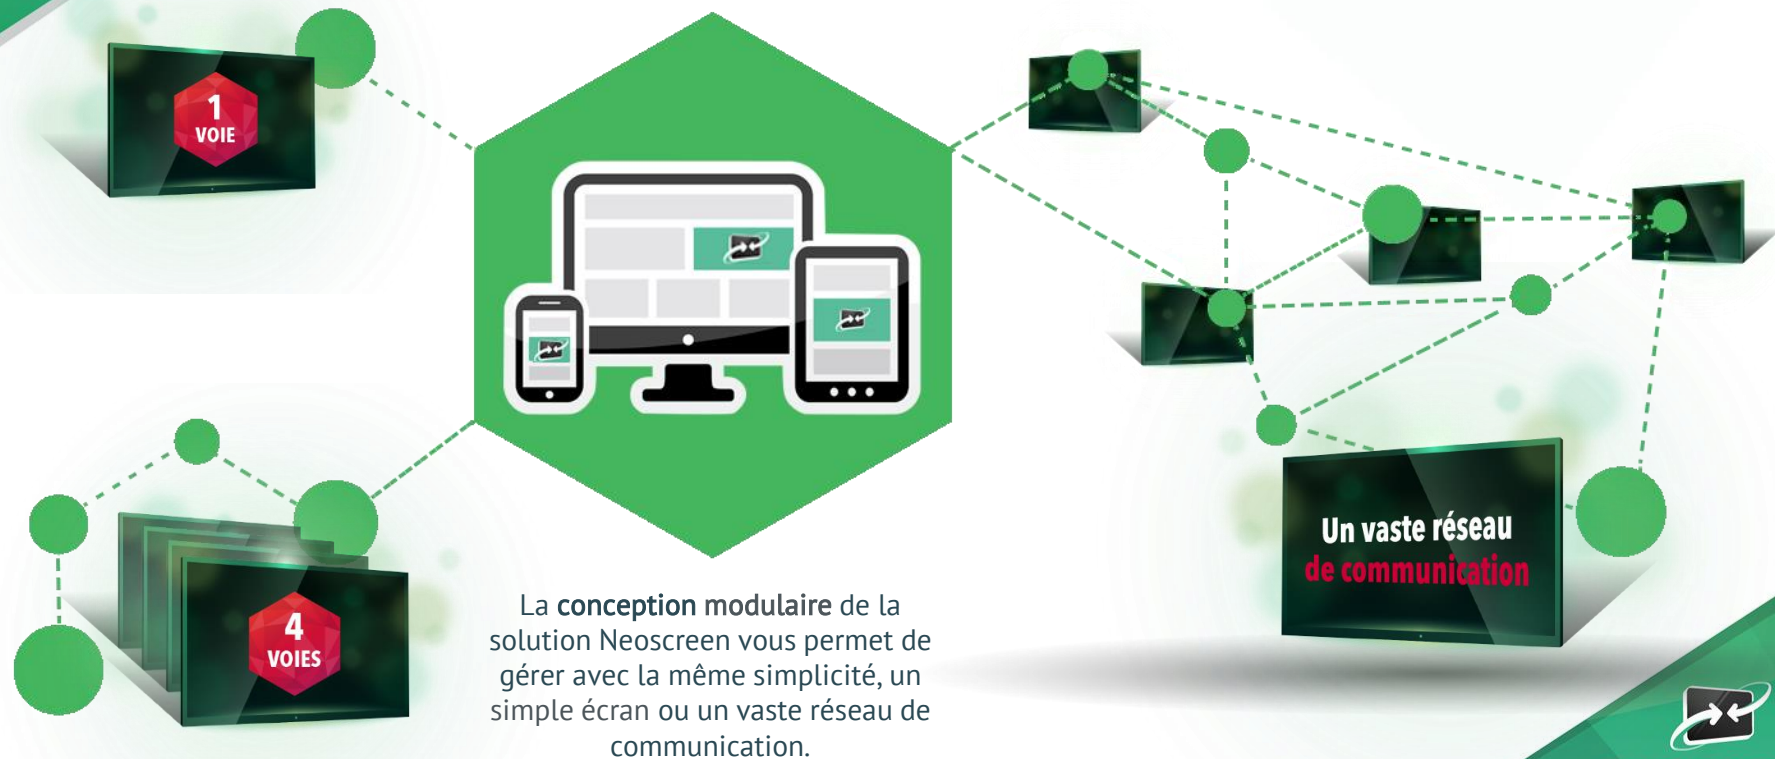 1
VOIE
4
VOIES
La conception modulaire de la
solution Neoscreen vous permet de
gérer avec la même simplicité, un
simple écran ou un vaste réseau de
communication.
Un vaste réseau
de communication